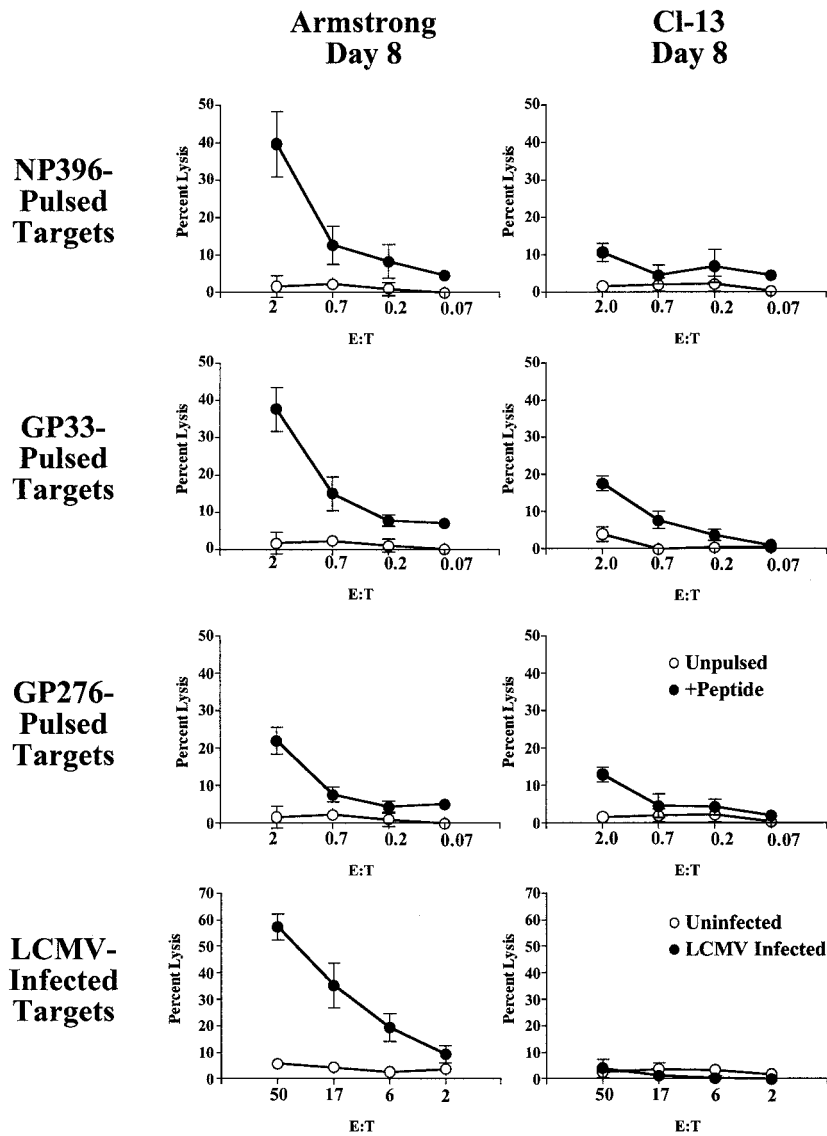 Armstrong
Day 8
Cl-13
Day 8
NP396-
Pulsed
Targets
Percent Lysis
50
40
30
20
10
0
2
0.7
0.2
0.07
E:T
Percent Lysis
50
40
30
20
10
0
2.0
0.7
0.2
0.07
E:T
GP33-
Pulsed
Targets
Percent Lysis
50
40
30
20
10
0
2
0.7
0.2
0.07
E:T
Percent Lysis
50
40
30
20
10
0
2.0
0.7
0.2
0.07
E:T
GP276-
Pulsed
Targets
Percent Lysis
50
40
30
20
10
0
2
0.7
0.2
0.07
E:T
Percent Lysis
50
40
30
20
10
0
Unpulsed
+Peptide
2.0
0.7
0.2
0.07
E:T
LCMV-
Infected
Targets
Percent Lysis
70
60
50
40
30
20
10
0
50
17
6
2
E:T
Percent Lysis
70
60
50
40
30
20
10
0
Uninfected
LCMV Infected
50
17
6
2
E:T